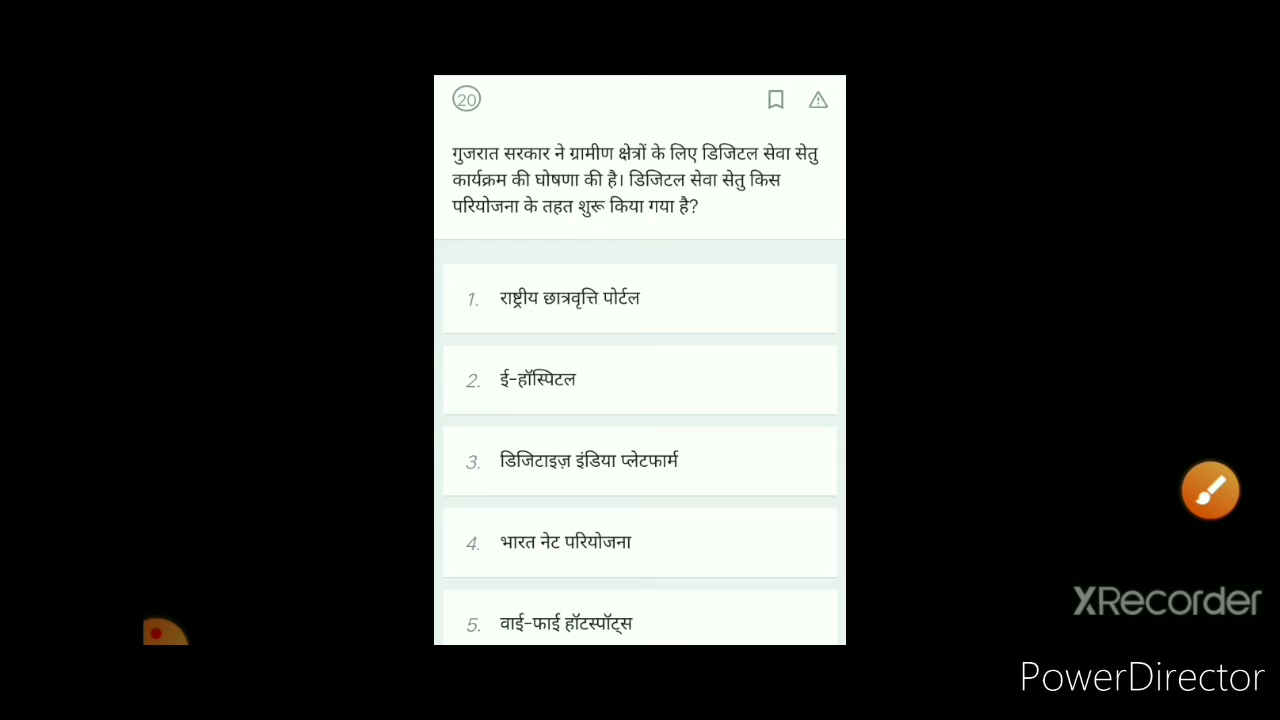 20
गुजरात सरकार ने ग्रामीण क्षेत्रों के लिए डिजिटल सेवा सेतु
कार्यक्रम की घोषणा की है। डिजिटल सेवा सेतु किस
परियोजना के तहत शुरू किया गया है?
1. राष्ट्रीय छात्रवृत्ति पोर्टल
2. ई-हॉस्पिटल
3. डिजिटाइज़ इंडिया प्लेटफार्म
4. भारत नेट परियोजना
5. वाई-फाई हॉटस्पॉट्स
XRecorder
PowerDirector